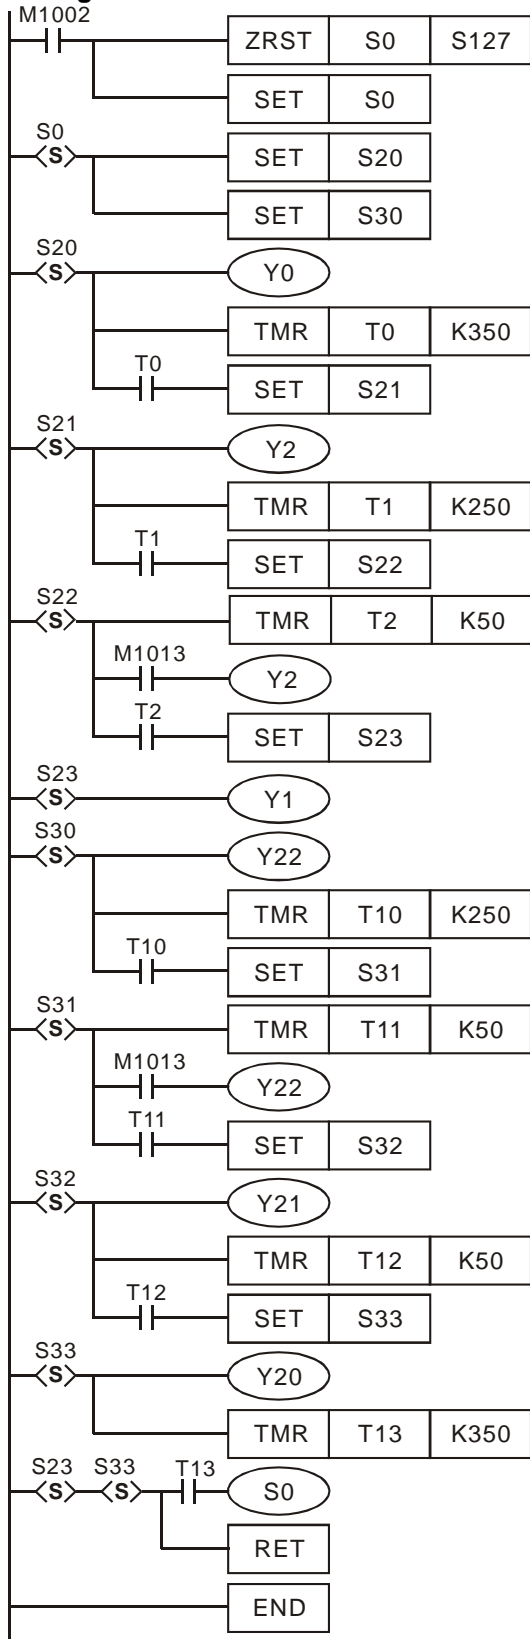 M1002
ZRST S0 S127
SET S0
S0
S SET S20
SET S30
S20
S Y0
TMR T0 K350
T0
SET S21
S21
S Y2
TMR T1 K250
T1
SET S22
S22
S TMR T2 K50
M1013
Y2
T2
SET S23
S23
S Y1
S30
S Y22
TMR T10 K250
T10
SET S31
S31
S TMR T11 K50
M1013
Y22
T11
SET S32
S32
S Y21
TMR T12 K50
T12
SET S33
S33
S Y20
TMR T13 K350
S23 S33 T13
S S S0
RET
END